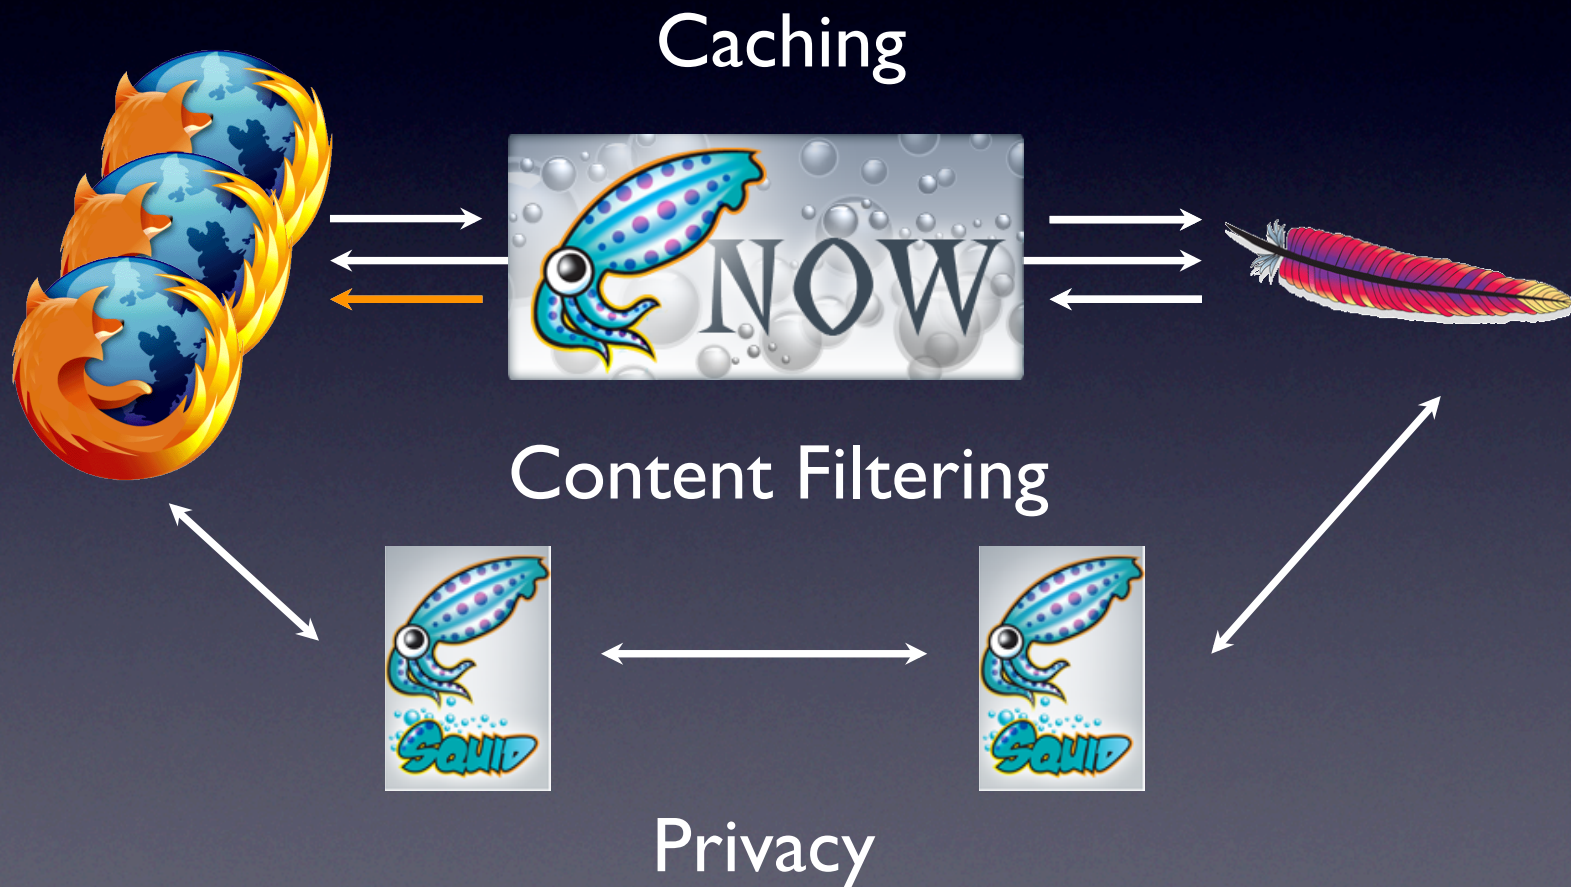 Caching
NOW
Content Filtering
SQUID SQUID
Privacy